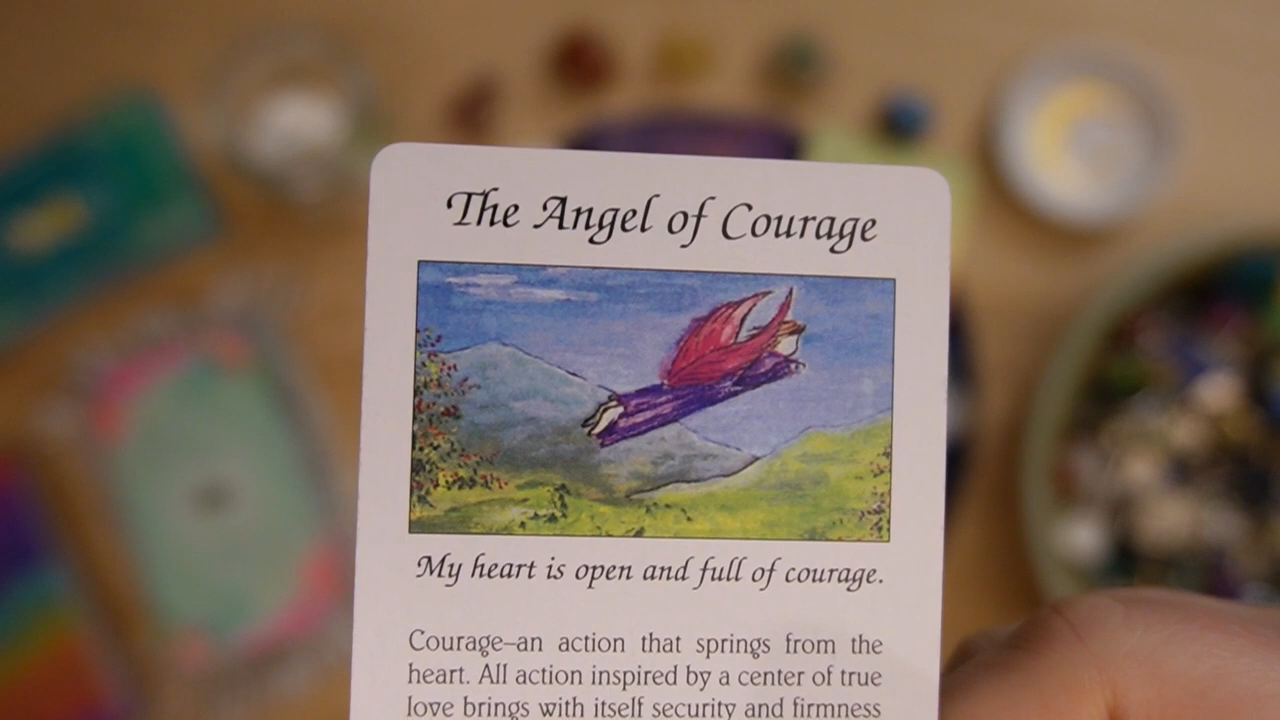 The Angel of Courage
My heart is open and full of courage.
Courage–an action that springs from the
heart. All action inspired by a center of true
love brings with itself security and firmness